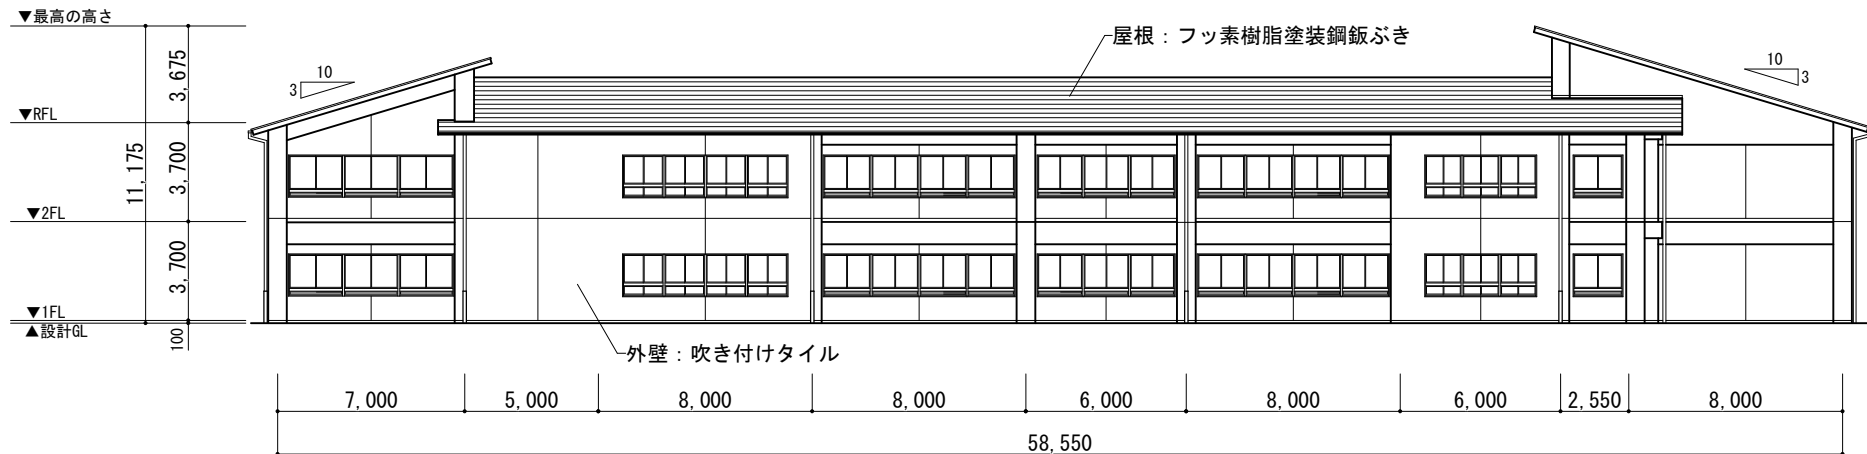 ▼最高の高さ
屋根：フッ素樹脂塗装鋼鈑ぶき
3,675
10
3
10
3
▼RFL
11,175
3,700
▼2FL
3,700
▼1FL
▲設計GL
100
外壁：吹き付けタイル
7,000
5,000
8,000
8,000
6,000
8,000
6,000
2,550
8,000
58,550